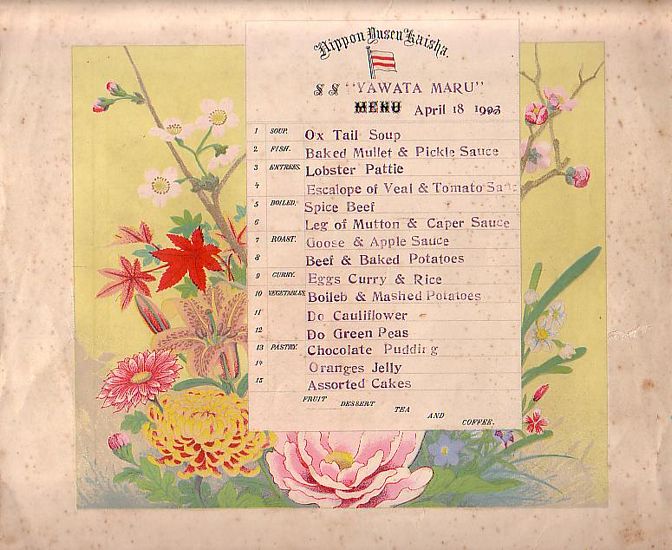 Nippon Yusen Kaisha
S S "YAWATA MARU"
MENU April 18 1903
1 SOUP. Ox Tail Soup
2 FISH. Baked Mullet & Pickle Sauce
3 ENTREES. Lobster Pattie
4 Escalope of Veal & Tomato Sauc
5 BOILED. Spice Beef
6 Leg of Mutton & Caper Sauce
7 ROAST. Goose & Apple Sauce
8 Beef & Baked Potatoes
9 CURRY. Eggs Curry & Rice
10 VEGETABLES. Boileb & Mashed Potatoes
11 Do Cauliflower
12 Do Green Peas
13 PASTRY. Chocolate Pudding
14 Oranges Jelly
15 Assorted Cakes
FRUIT DESSERT TEA AND COFFEE.